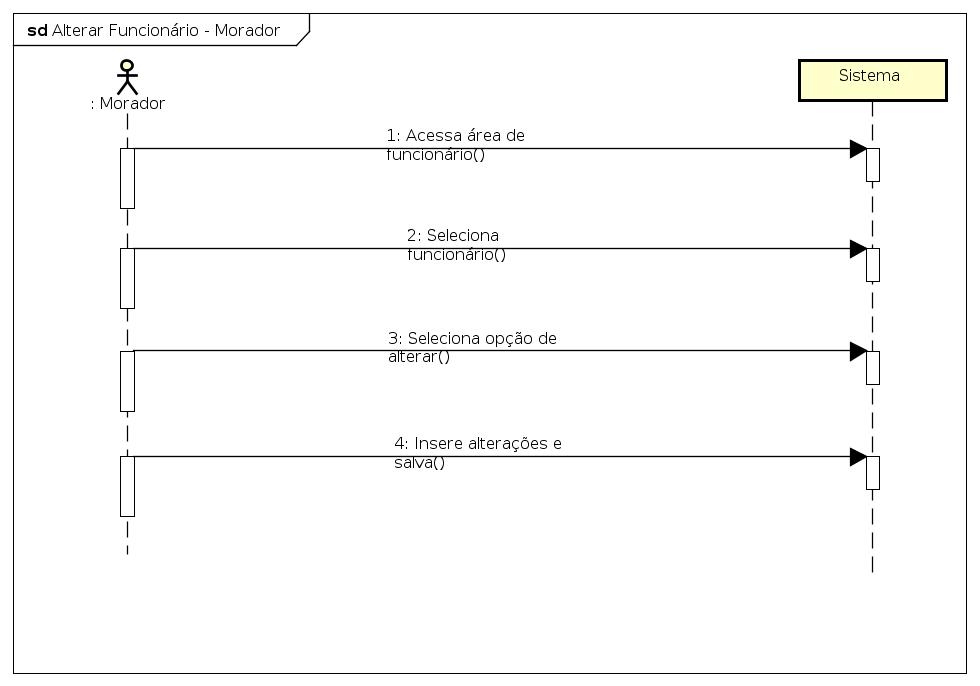 sd Alterar Funcionário - Morador
: Morador
Sistema
1: Acessa área de
funcionário()
2: Seleciona
funcionário()
3: Seleciona opção de
alterar()
4: Insere alterações e
salva()